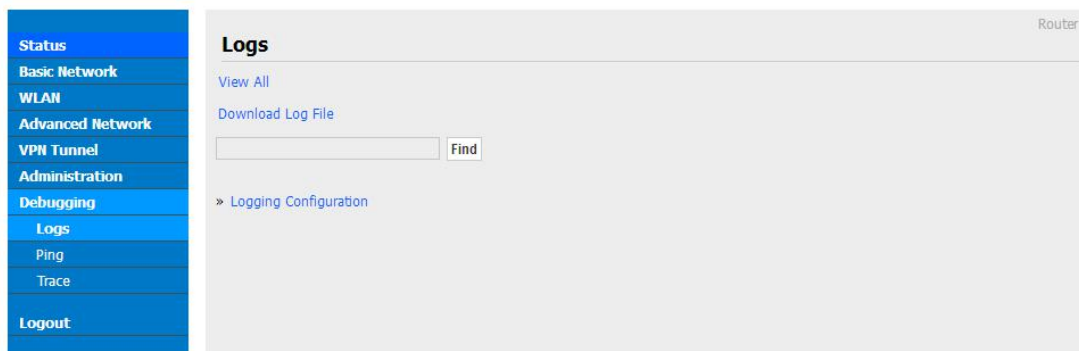 Router
Status
Basic Network
WLAN
Advanced Network
VPN Tunnel
Administration
Debugging
Logs
Ping
Trace
Logout
Logs
View All
Download Log File
Find
» Logging Configuration